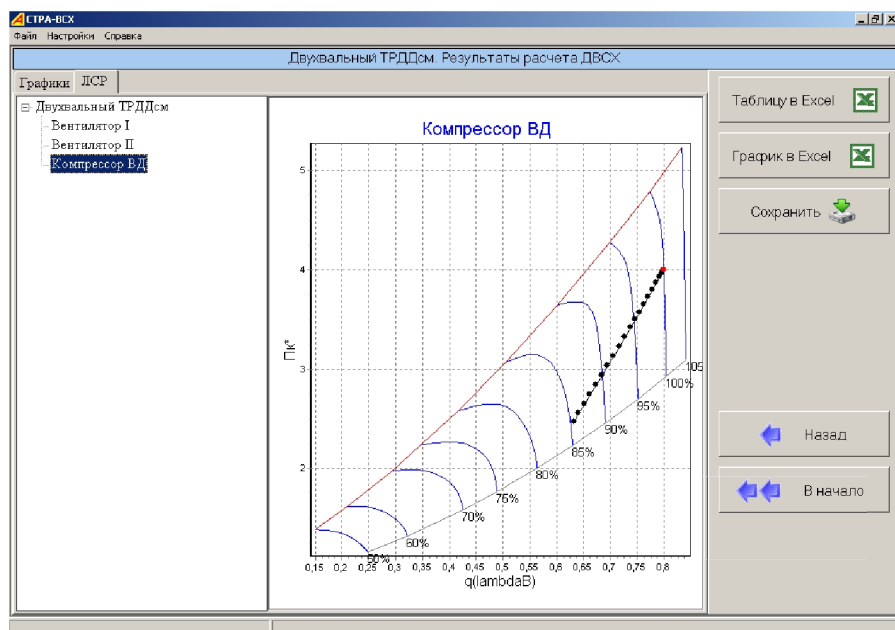 АСТРА-ВСХ
Файл Настройки Справка
Двухвальный ТРДДсм. Результаты расчета ДВСХ
Графики ЛСР
Двухвальный ТРДДсм
Вентилятор I
Вентилятор II
Компрессор ВД
Компрессор ВД
5
4
3
2
Пк*
105
100%
95%
90%
85%
80%
75%
70%
60%
50%
0,15 0,2 0,25 0,3 0,35 0,4 0,45 0,5 0,55 0,6 0,65 0,7 0,75 0,8
q(lambdaB)
Таблицу в Excel
График в Excel
Сохранить
Назад
В начало